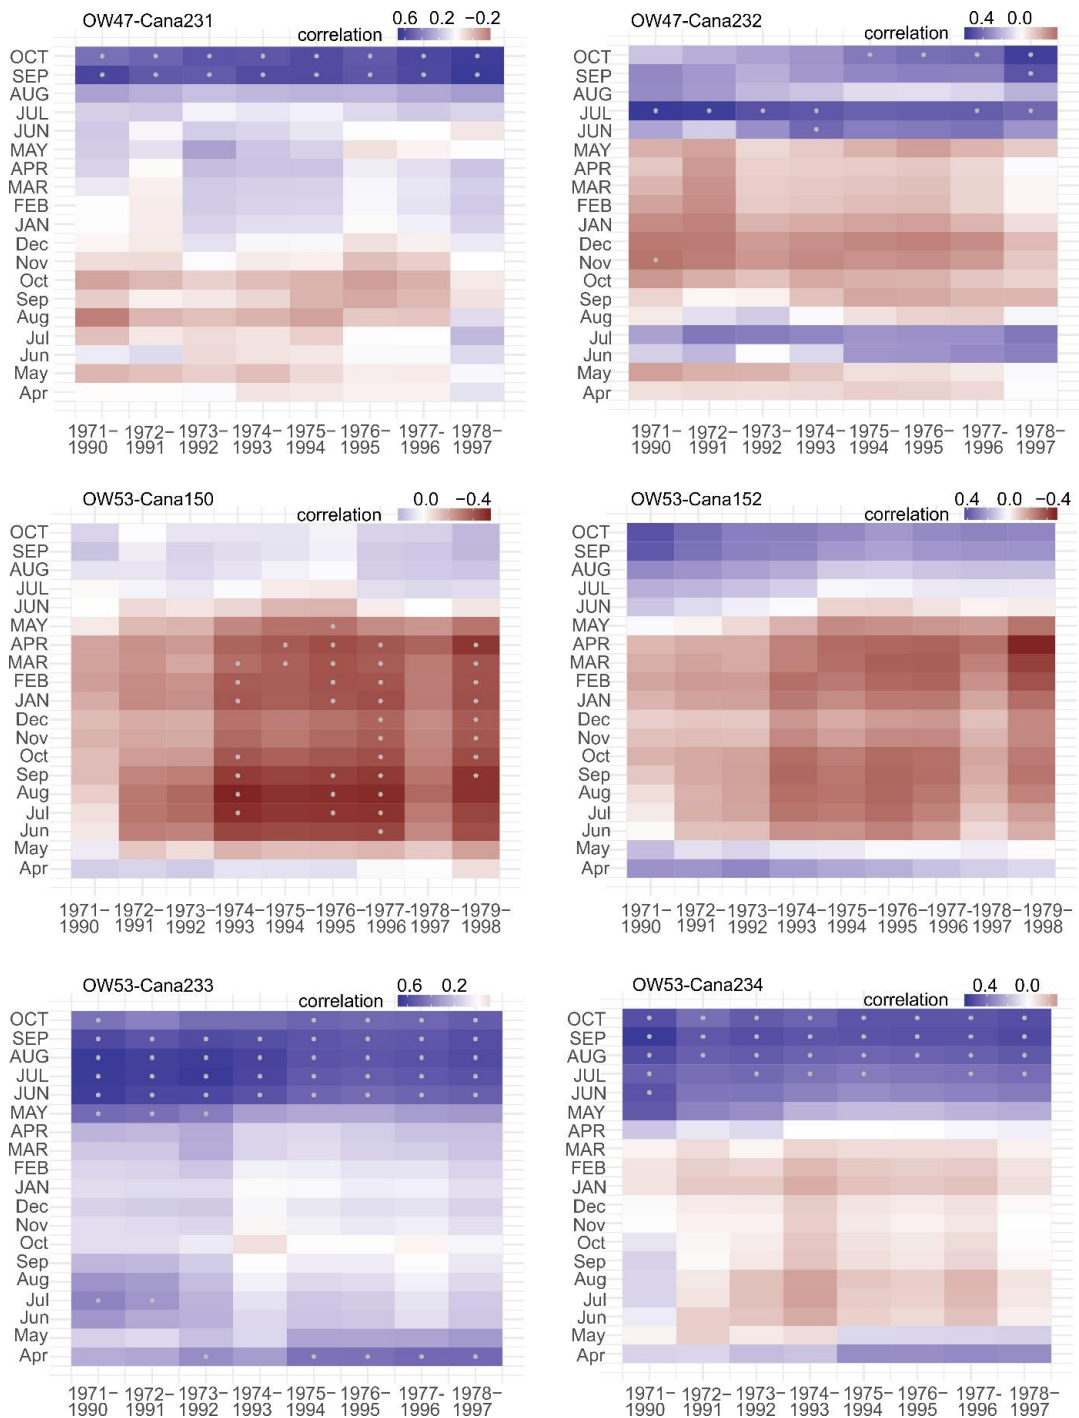 OW47-Cana231
correlation 0.6 0.2 −0.2
OCT
SEP
AUG
JUL
JUN
MAY
APR
MAR
FEB
JAN
Dec
Nov
Oct
Sep
Aug
Jul
Jun
May
Apr
1971− 1972− 1973− 1974− 1975− 1976− 1977− 1978−
1990 1991 1992 1993 1994 1995 1996 1997
OW47-Cana232
correlation 0.4 0.0
OCT
SEP
AUG
JUL
JUN
MAY
APR
MAR
FEB
JAN
Dec
Nov
Oct
Sep
Aug
Jul
Jun
May
Apr
1971− 1972− 1973− 1974− 1975− 1976− 1977- 1978−
1990 1991 1992 1993 1994 1995 1996 1997
OW53-Cana150
correlation 0.0 −0.4
OCT
SEP
AUG
JUL
JUN
MAY
APR
MAR
FEB
JAN
Dec
Nov
Oct
Sep
Aug
Jul
Jun
May
Apr
1971− 1972− 1973− 1974− 1975− 1976− 1977− 1978− 1979−
1990 1991 1992 1993 1994 1995 1996 1997 1998
OW53-Cana152
correlation 0.4 0.0 −0.4
OCT
SEP
AUG
JUL
JUN
MAY
APR
MAR
FEB
JAN
Dec
Nov
Oct
Sep
Aug
Jul
Jun
May
Apr
1971− 1972− 1973− 1974− 1975− 1976− 1977− 1978− 1979−
1990 1991 1992 1993 1994 1995 1996 1997 1998
OW53-Cana233
correlation 0.6 0.2
OCT
SEP
AUG
JUL
JUN
MAY
APR
MAR
FEB
JAN
Dec
Nov
Oct
Sep
Aug
Jul
Jun
May
Apr
1971− 1972− 1973− 1974− 1975− 1976− 1977− 1978−
1990 1991 1992 1993 1994 1995 1996 1997
OW53-Cana234
correlation 0.4 0.0
OCT
SEP
AUG
JUL
JUN
MAY
APR
MAR
FEB
JAN
Dec
Nov
Oct
Sep
Aug
Jul
Jun
May
Apr
1971− 1972− 1973− 1974− 1975− 1976− 1977- 1978−
1990 1991 1992 1993 1994 1995 1996 1997